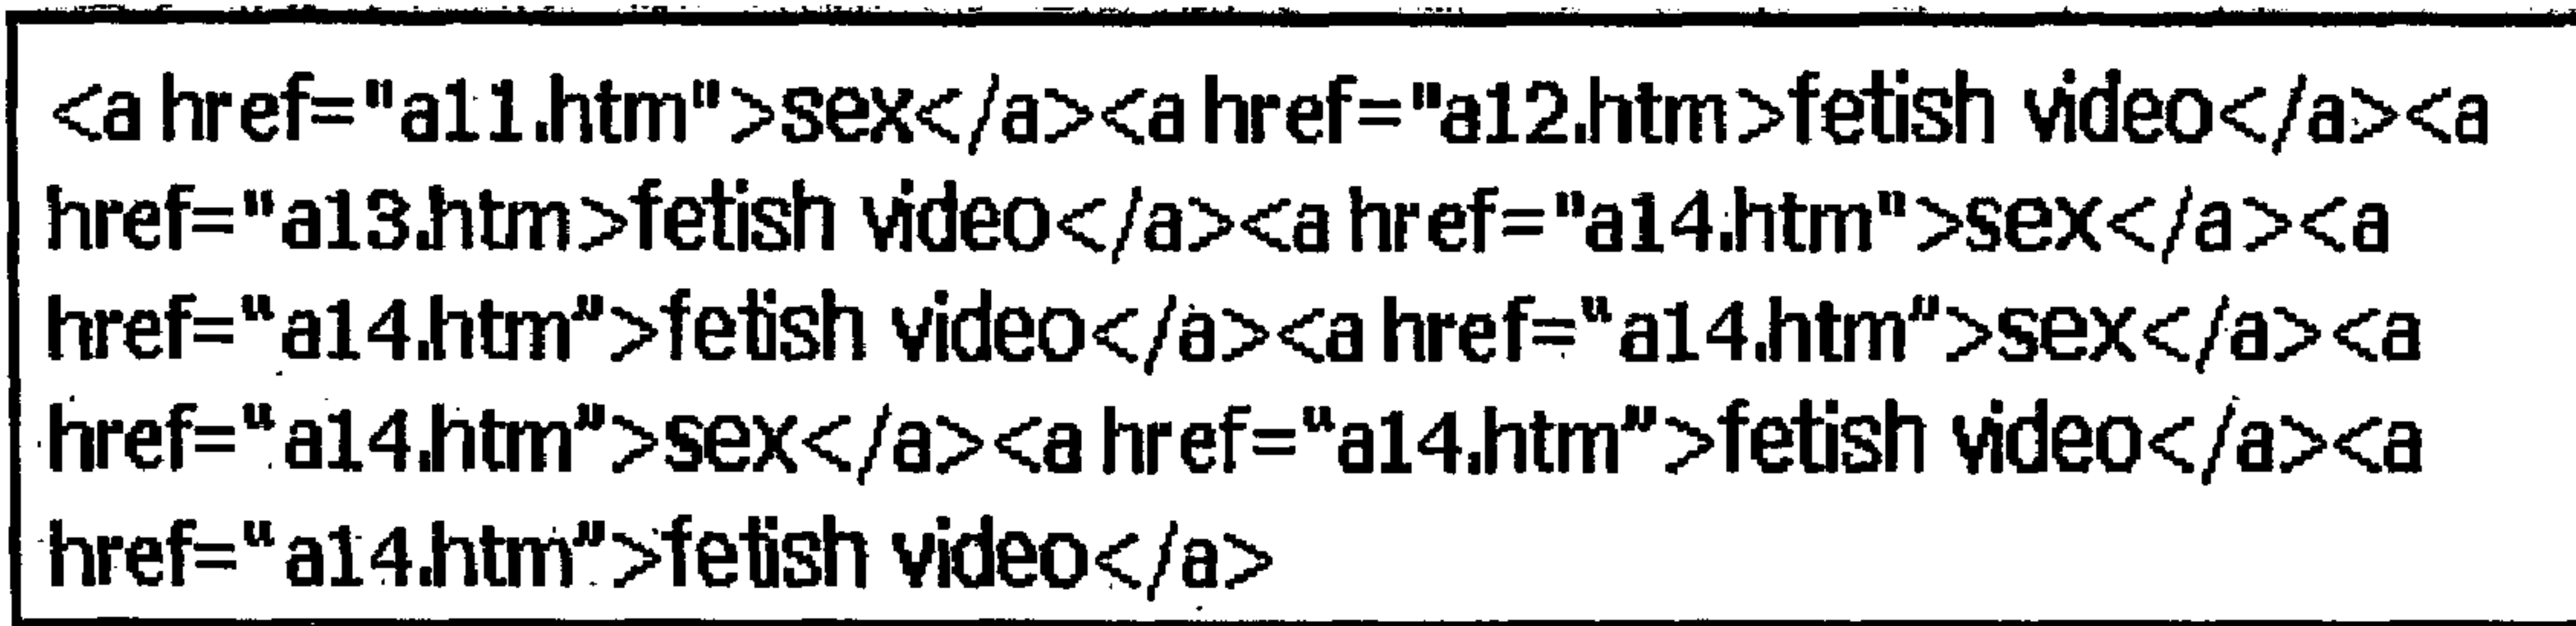 <a href="a11.htm">sex</a><a href="a12.htm>fetish video</a><a
href="a13.htm>fetish video</a><a href="a14.htm">sex</a><a
href="a14.htm">fetish video</a><a href="a14.htm">sex</a><a
href="a14.htm">sex</a><a href="a14.htm">fetish video</a><a
href="a14.htm">fetish video</a>